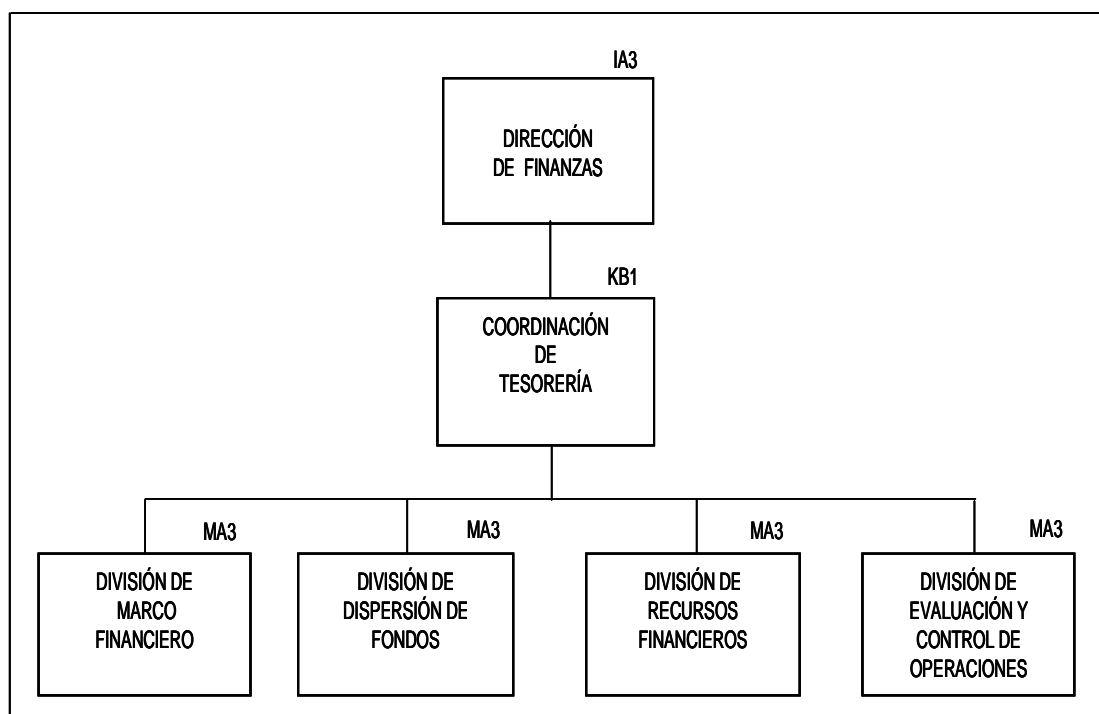 IA3
DIRECCIÓN
DE FINANZAS
KB1
COORDINACIÓN
DE
TESORERÍA
MA3
DIVISIÓN DE
MARCO
FINANCIERO
MA3
DIVISIÓN DE
DISPERSIÓN DE
FONDOS
MA3
DIVISIÓN DE
RECURSOS
FINANCIEROS
MA3
DIVISIÓN DE
EVALUACIÓN Y
CONTROL DE
OPERACIONES